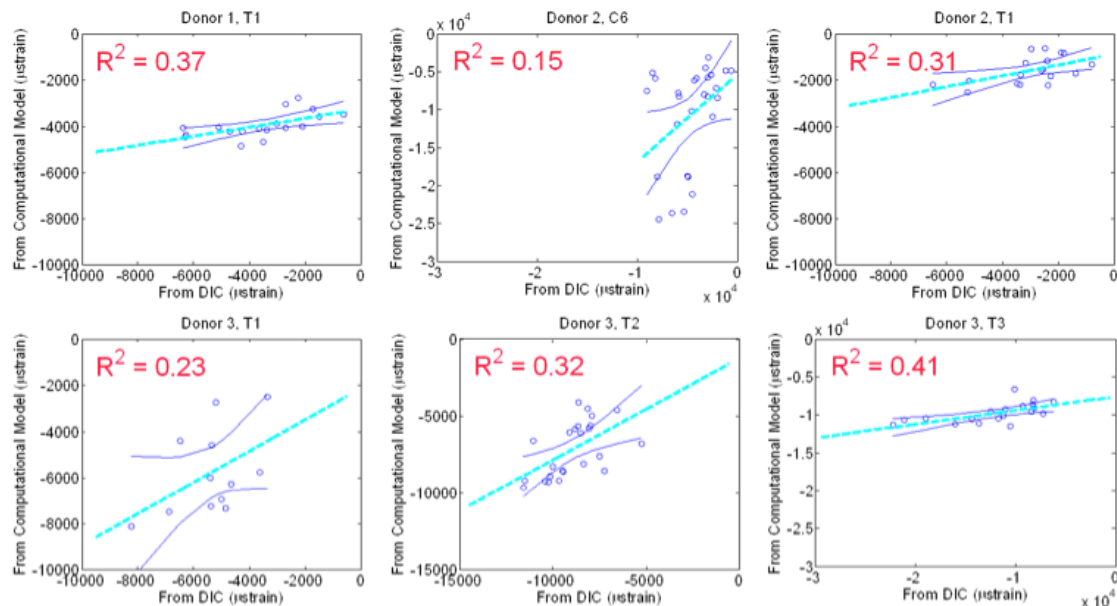 Donor 1, T1
R² = 0.37
From Computational Model (μstrain)
0
-2000
-4000
-6000
-8000
-10000
-10000 -8000 -6000 -4000 -2000 0
From DIC (μstrain)
Donor 2, C6
x 10⁴
R² = 0.15
From Computational Model (μstrain)
-0
-0.5
-1
-1.5
-2
-2.5
-3
-3 -2 -1 0
From DIC (μstrain)
x 10⁴
Donor 2, T1
R² = 0.31
From Computational Model (μstrain)
0
-2000
-4000
-6000
-8000
-10000
-10000 -8000 -6000 -4000 -2000 0
From DIC (μstrain)
Donor 3, T1
R² = 0.23
From Computational Model (μstrain)
0
-2000
-4000
-6000
-8000
-10000
-10000 -8000 -6000 -4000 -2000 0
From DIC (μstrain)
Donor 3, T2
R² = 0.32
From Computational Model (μstrain)
0
-5000
-10000
-15000
-15000 -10000 -5000 0
From DIC (μstrain)
Donor 3, T3
x 10⁴
R² = 0.41
From Computational Model (μstrain)
-0
-0.5
-1
-1.5
-2
-2.5
-3
-3 -2 -1 0
From DIC (μstrain)